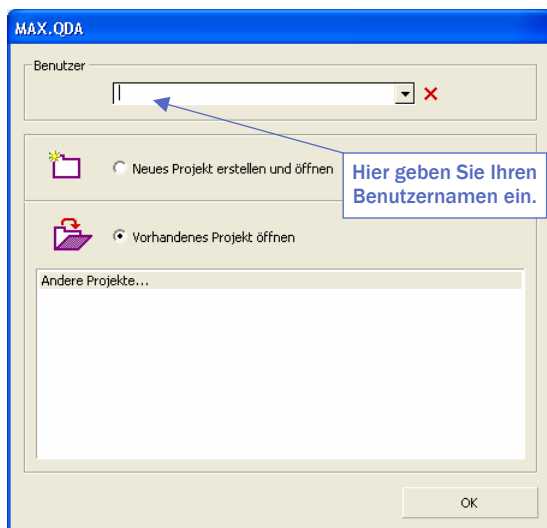 MAX.QDA
Benutzer
Neues Projekt erstellen und öffnen
Hier geben Sie Ihren
Benutzernamen ein.
Vorhandenes Projekt öffnen
Andere Projekte...
OK